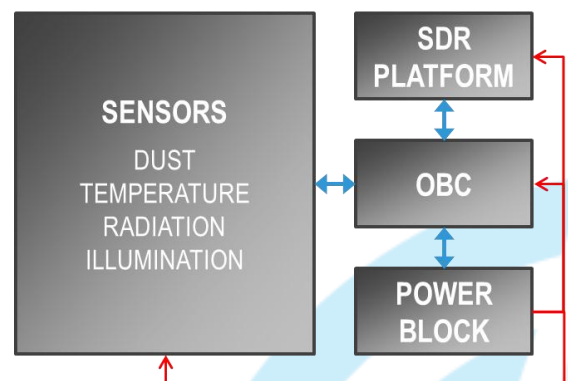 SENSORS
DUST
TEMPERATURE
RADIATION
ILLUMINATION
SDR
PLATFORM
OBC
POWER
BLOCK